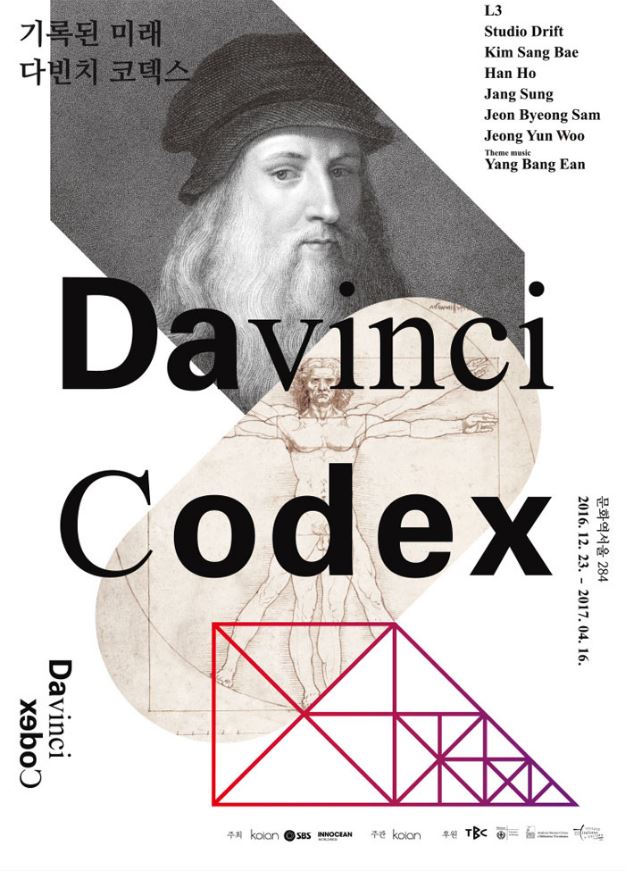 기록된 미래
다빈치 코덱스
L3
Studio Drift
Kim Sang Bae
Han Ho
Jang Sung
Jeon Byeong Sam
Jeong Yun Woo
Theme music
Yang Bang Ean
Davinci
Codex
문화역서울 284
2016. 12. 23. - 2017. 04. 16.
Davinci
Codex
주최 koian SBS INNOCEAN WORLDWIDE 주관 koian 후원 TBC